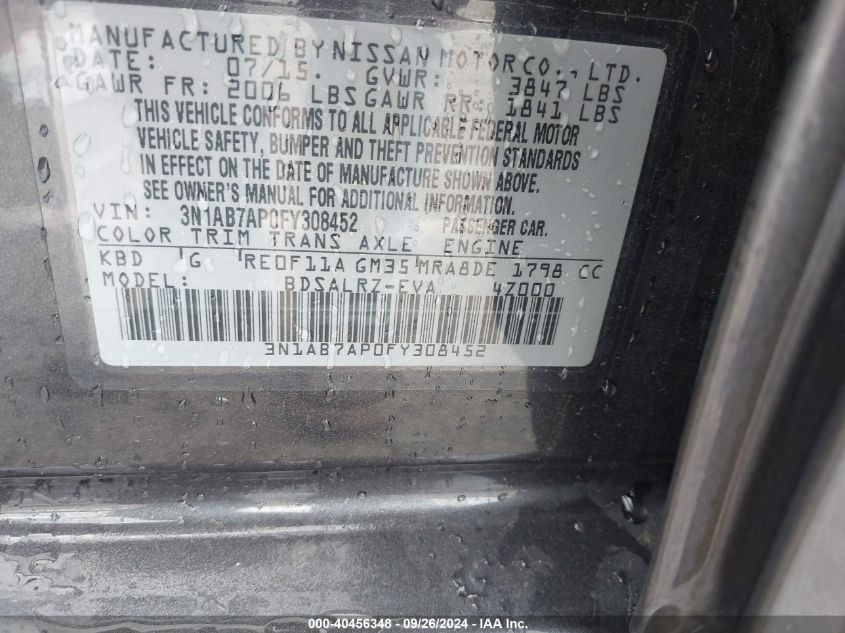 MANUFACTURED BY NISSAN MOTOR CO., LTD.
DATE: 07/15. GVWR: 3847 LBS
GAWR FR: 2006 LBS GAWR RR: 1841 LBS
THIS VEHICLE CONFORMS TO ALL APPLICABLE FEDERAL MOTOR
VEHICLE SAFETY, BUMPER AND THEFT PREVENTION STANDARDS
IN EFFECT ON THE DATE OF MANUFACTURE SHOWN ABOVE.
SEE OWNER'S MANUAL FOR ADDITIONAL INFORMATION.
VIN: 3N1AB7AP0FY308452 PASSENGER CAR.
COLOR TRIM TRANS AXLE ENGINE
KBD G RE0F11A GM35 MRA8DE 1798 CC
MODEL: BDSALRZ-EVA 4Z000
3N1AB7AP0FY308452
000-40456348 - 09/26/2024 - IAA Inc.